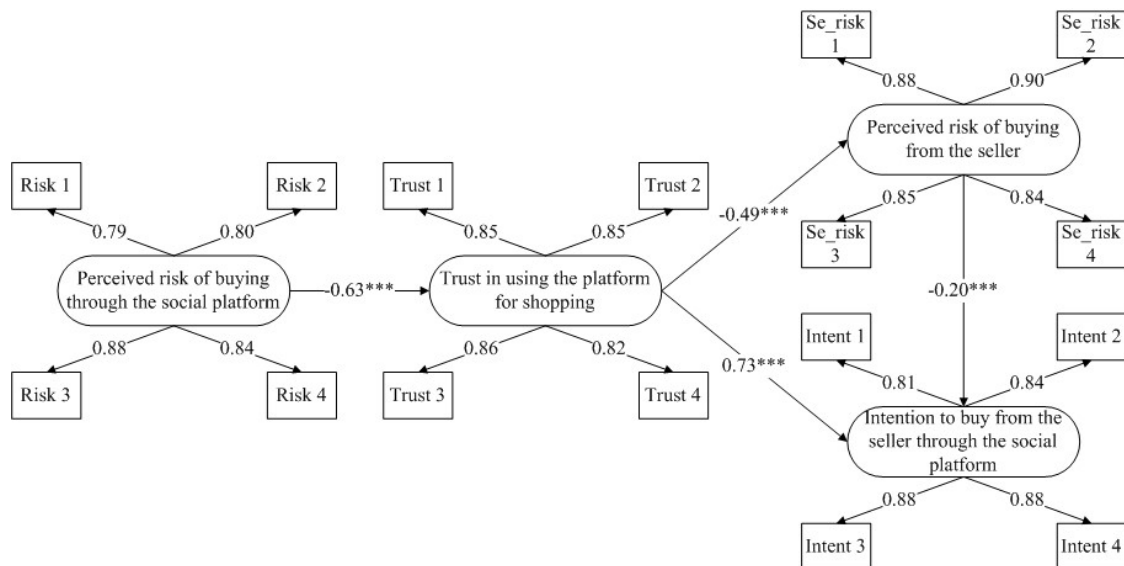 Se_risk
1
Se_risk
2
0.88
0.90
Perceived risk of buying
from the seller
0.85
0.84
Se_risk
3
Se_risk
4
Risk 1
Risk 2
0.79
0.80
Perceived risk of buying
through the social platform
0.88
0.84
Risk 3
Risk 4
-0.63***
Trust 1
Trust 2
0.85
0.85
Trust in using the platform
for shopping
0.86
0.82
Trust 3
Trust 4
-0.49***
0.73***
-0.20***
Intent 1
Intent 2
0.81
0.84
Intention to buy from the
seller through the social
platform
0.88
0.88
Intent 3
Intent 4